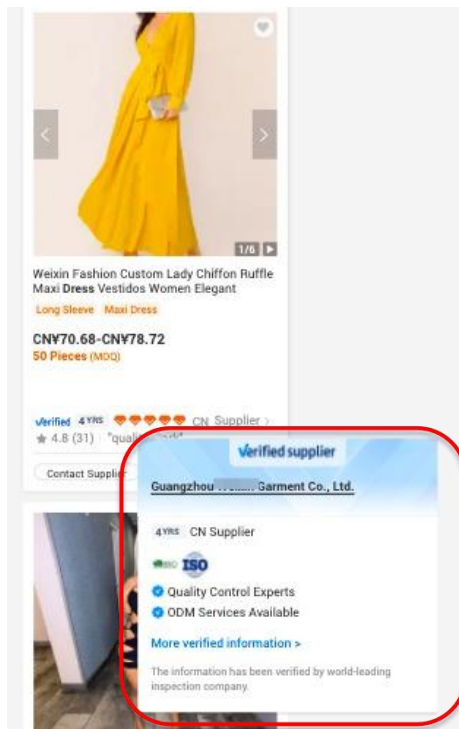 1/6
Weixin Fashion Custom Lady Chiffon Ruffle
Maxi Dress Vestidos Women Elegant
Long Sleeve Maxi Dress
CN¥70.68-CN¥78.72
50 Pieces (MOQ)
Verified 4 YRS CN Supplier >
4.8 (31) "quality
Contact Supplier
Verified supplier
Guangzhou Garment Co., Ltd.
4 YRS CN Supplier
ISO
Quality Control Experts
ODM Services Available
More verified information >
The information has been verified by world-leading
inspection company.